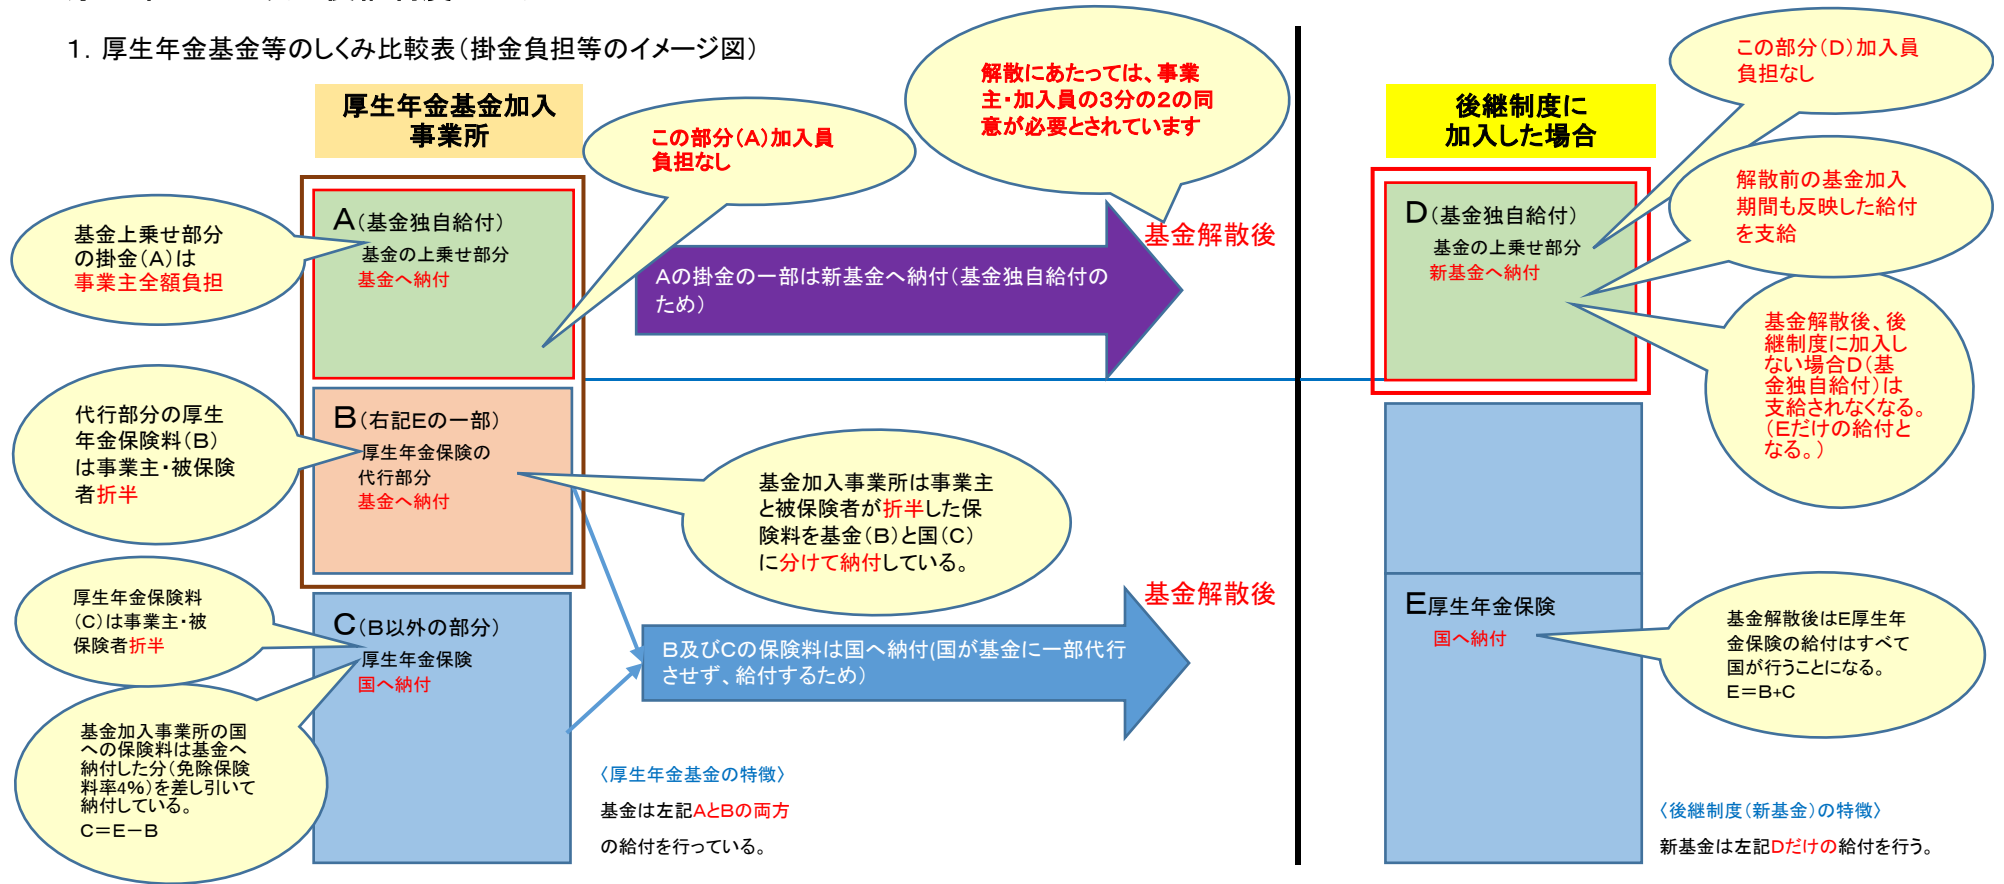 1．厚生年金基金等のしくみ比較表（掛金負担等のイメージ図）
厚生年金基金加入
事業所
この部分（A）加入員
負担なし
解散にあたっては、事業
主・加入員の3分の2の同
意が必要とされています
後継制度に
加入した場合
この部分（D）加入員
負担なし
解散前の基金加入
期間も反映した給付
を支給
基金上乗せ部分
の掛金（A）は
事業主全額負担
A（基金独自給付）
基金の上乗せ部分
基金へ納付
基金解散後
Aの掛金の一部は新基金へ納付（基金独自給付の
ため）
D（基金独自給付）
基金の上乗せ部分
新基金へ納付
基金解散後、後
継制度に加入し
ない場合D（基
金独自給付）は
支給されなくなる。
（Eだけの給付と
なる。）
代行部分の厚生
年金保険料（B）
は事業主・被保険
者折半
B（右記Eの一部）
厚生年金保険の
代行部分
基金へ納付
基金加入事業所は事業主
と被保険者が折半した保
険料を基金（B）と国（C）
に分けて納付している。
厚生年金保険料
（C）は事業主・被
保険者折半
C（B以外の部分）
厚生年金保険
国へ納付
基金解散後
B及びCの保険料は国へ納付(国が基金に一部代行
させず、給付するため）
E厚生年金保険
国へ納付
基金解散後はE厚生年
金保険の給付はすべて
国が行うことになる。
E＝B+C
基金加入事業所の国
への保険料は基金へ
納付した分（免除保険
料率4%）を差し引いて
納付している。
C＝E－B
〈厚生年金基金の特徴〉
基金は左記AとBの両方
の給付を行っている。
〈後継制度（新基金）の特徴〉
新基金は左記Dだけの給付を行う。